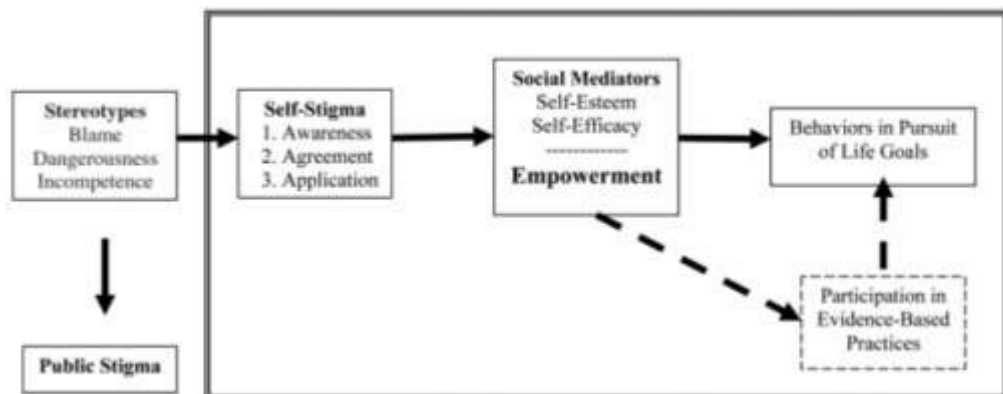 Stereotypes
Blame
Dangerousness
Incompetence
Public Stigma
Self-Stigma
1. Awareness
2. Agreement
3. Application
Social Mediators
Self-Esteem
Self-Efficacy
------------
Empowerment
Behaviors in Pursuit
of Life Goals
Participation in
Evidence-Based
Practices